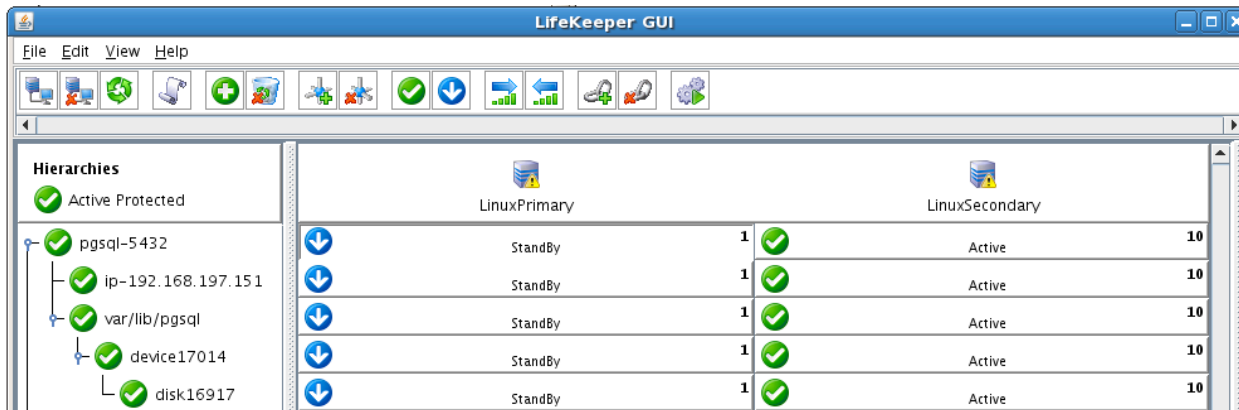 LifeKeeper GUI
File Edit View Help
Hierarchies
Active Protected
LinuxPrimary
LinuxSecondary
pgsql-5432
StandBy
1
Active
10
ip-192.168.197.151
StandBy
1
Active
10
var/lib/pgsql
StandBy
1
Active
10
device17014
StandBy
1
Active
10
disk16917
StandBy
1
Active
10